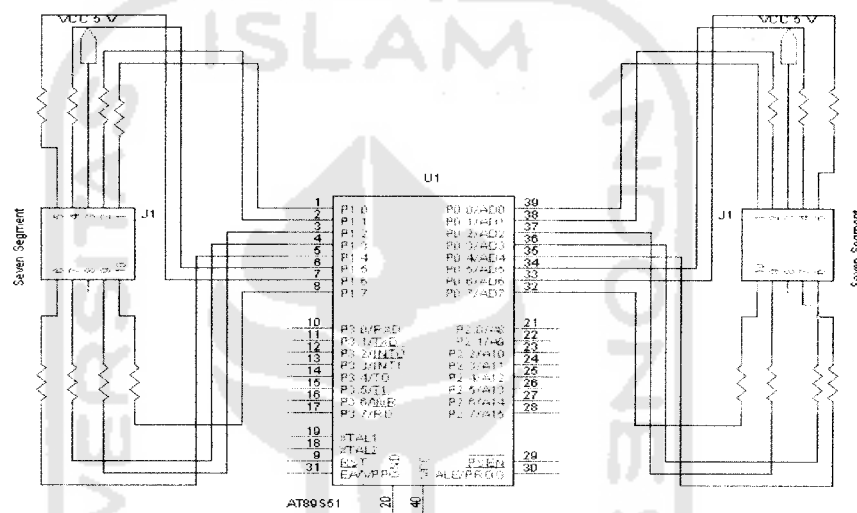 VCC 5 V
VCC 5 V
ISLAM
UNIVERSITAS
INDONESIA
U1
J1
J1
Seven Segment
Seven Segment
AT89S51
1 P1.0
2 P1.1
3 P1.2
4 P1.3
5 P1.4
6 P1.5
7 P1.6
8 P1.7
10 P3.0/RXD
11 P3.1/TXD
12 P3.2/INT0
13 P3.3/INT1
14 P3.4/T0
15 P3.5/T1
16
17 P3.7/RD
19 XTAL1
18 XTAL2
9 RST
31 EA/VPP
39 P0.0/AD0
38 P0.1/AD1
37 P0.2/AD2
36 P0.3/AD3
35 P0.4/AD4
34 P0.5/AD5
33 P0.6/AD6
32 P0.7/AD7
21 P2.0/A8
22 P2.1/A9
23 P2.2/A10
24 P2.3/A11
25 P2.4/A12
26 P2.5/A13
27 P2.6/A14
28 P2.7/A15
29 PSEN
30 ALE/PROG
GND
20
40